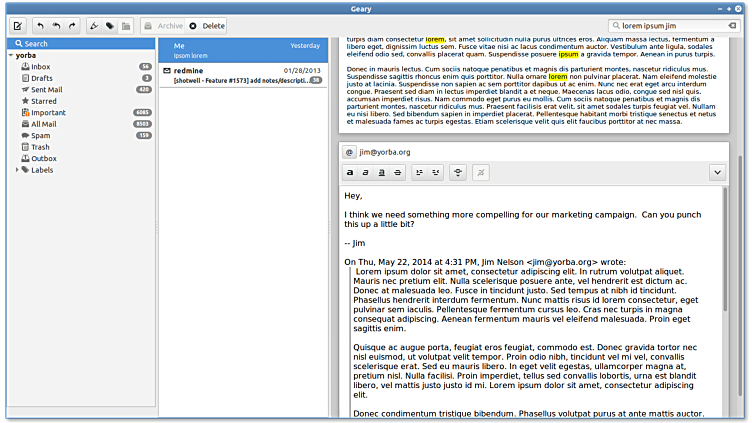 Geary
Archive
Delete
lorem ipsum jim
Search
yorba
Inbox 56
Drafts 3
Sent Mail 420
Starred
Important 6085
All Mail 8503
Spam 159
Trash
Outbox
Labels
Me Yesterday
Ipsum lorem
redmine 01/28/2013
[shotwell - Feature #1573] add notes/descripti... 38
turpis diam consectetur lorem, sit amet sollicitudin nulla purus ultrices eros. Aliquam massa lectus, fermentum a
libero eget, dignissim luctus sem. Fusce vitae nisi ac lacus condimentum auctor. Vestibulum ante ligula, sodales
eleifend odio sed, convallis placerat quam. Suspendisse posuere ipsum a gravida tempor. Aenean in purus turpis.
Donec in mauris lectus. Cum sociis natoque penatibus et magnis dis parturient montes, nascetur ridiculus mus.
Suspendisse sagittis rhoncus enim quis porttitor. Nulla ornare lorem non pulvinar placerat. Nam eleifend molestie
justo at lacinia. Suspendisse non sapien ac sem porttitor dapibus ut ac enim. Nunc nec erat eget arcu interdum
congue. Praesent sed diam in lectus imperdiet blandit a et neque. Maecenas lacus odio, congue sed nisl quis,
accumsan imperdiet risus. Nam commodo eget purus eu mollis. Cum sociis natoque penatibus et magnis dis
parturient montes, nascetur ridiculus mus. Praesent facilisis erat velit, sit amet sodales turpis feugiat vel. Nullam
eu nisi libero. Sed bibendum sapien in imperdiet placerat. Pellentesque habitant morbi tristique senectus et netus
et malesuada fames ac turpis egestas. Etiam scelerisque velit quis elit faucibus porttitor at nec massa.
@ jim@yorba.org
a a a a
Hey,
I think we need something more compelling for our marketing campaign. Can you punch
this up a little bit?
-- Jim
On Thu, May 22, 2014 at 4:31 PM, Jim Nelson <jim@yorba.org> wrote:
Lorem ipsum dolor sit amet, consectetur adipiscing elit. In rutrum volutpat aliquet.
Mauris nec pretium elit. Nulla scelerisque posuere ante, vel hendrerit est dictum ac.
Donec at malesuada leo. Fusce in tincidunt justo. Sed tempus at nibh id tincidunt.
Phasellus hendrerit interdum fermentum. Nunc mattis risus id lorem consectetur, eget
pulvinar sem iaculis. Pellentesque fermentum cursus leo. Cras nec turpis in magna
consequat adipiscing. Aenean fermentum mauris vel eleifend malesuada. Proin eget
sagittis enim.
Quisque ac augue porta, feugiat eros feugiat, commodo est. Donec gravida tortor nec
nisl euismod, ut volutpat velit tempor. Proin odio nibh, tincidunt vel mi vel, convallis
scelerisque erat. Sed eu mauris libero. In eget velit egestas, ullamcorper magna at,
pretium nisl. Nulla facilisi. Proin imperdiet, tellus sed convallis lobortis, urna est blandit
libero, vel mattis justo justo id mi. Lorem ipsum dolor sit amet, consectetur adipiscing
elit.
Donec condimentum tristique bibendum. Phasellus volutpat purus at ante mattis auctor.